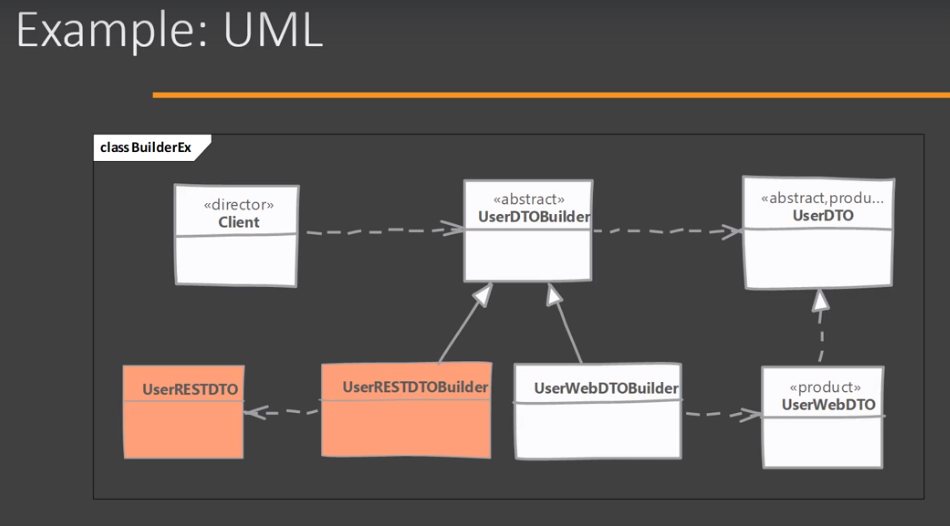 Example: UML
class BuilderEx
«director»
Client
«abstract»
UserDTOBuilder
«abstract,produ...
UserDTO
UserRESTDTO
UserRESTDTOBuilder
UserWebDTOBuilder
«product»
UserWebDTO